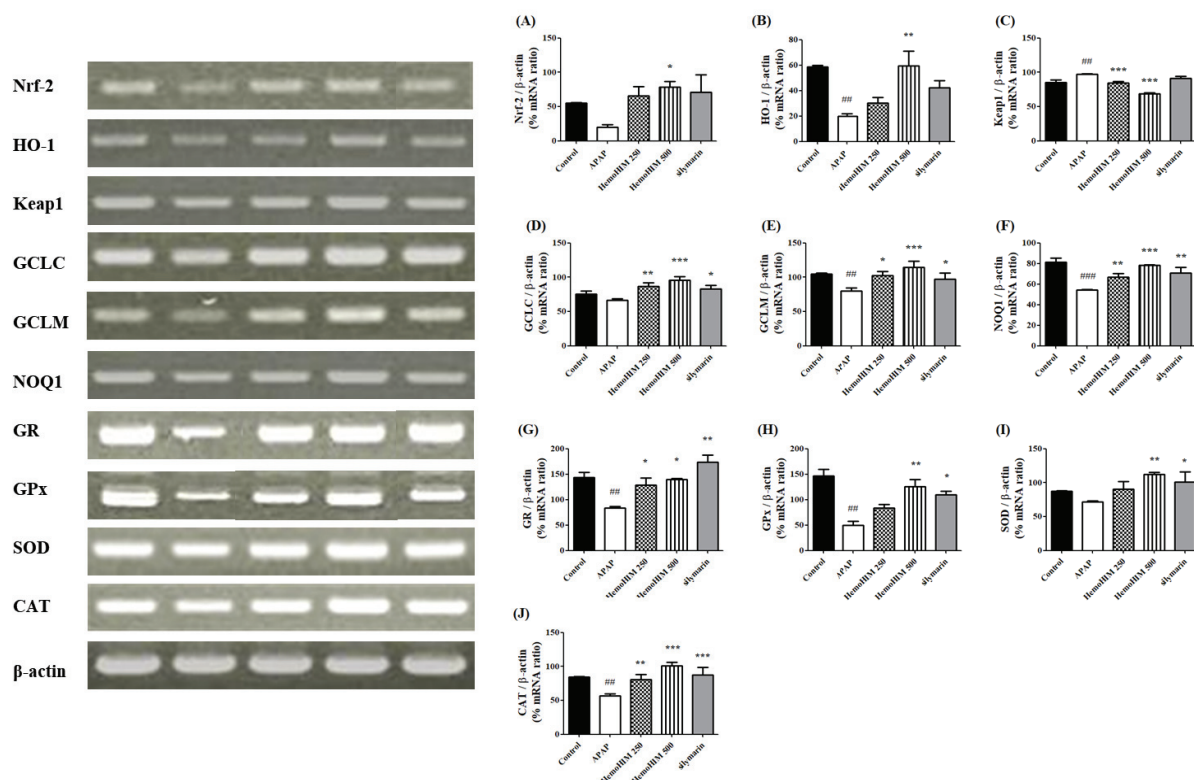 Nrf-2
HO-1
Keap1
GCLC
GCLM
NOQ1
GR
GPx
SOD
CAT
β-actin
(A)
Nrf-2 / β-actin
(% mRNA ratio)
150
100
50
0
*
Control
APAP
HemoHIM 250
HemoHIM 500
silymarin
(B)
HO-1 / β-actin
(% mRNA ratio)
80
60
40
20
0
##
**
Control
APAP
HemoHIM 250
HemoHIM 500
silymarin
(C)
Keap1 / β-actin
(% mRNA ratio)
150
100
50
0
##
***
***
Control
APAP
HemoHIM 250
HemoHIM 500
silymarin
(D)
GCLC / β-actin
(% mRNA ratio)
150
100
50
0
**
***
*
Control
APAP
HemoHIM 250
HemoHIM 500
silymarin
(E)
GCLM / β-actin
(% mRNA ratio)
150
100
50
0
##
*
***
*
Control
APAP
HemoHIM 250
HemoHIM 500
silymarin
(F)
NOQ1 / β-actin
(% mRNA ratio)
100
80
60
40
20
0
###
**
***
**
Control
APAP
HemoHIM 250
HemoHIM 500
silymarin
(G)
GR / β-actin
(% mRNA ratio)
200
150
100
50
0
##
*
*
**
Control
APAP
HemoHIM 250
HemoHIM 500
silymarin
(H)
GPx / β-actin
(% mRNA ratio)
200
150
100
50
0
##
**
*
Control
APAP
HemoHIM 250
HemoHIM 500
silymarin
(I)
SOD / β-actin
(% mRNA ratio)
150
100
50
0
**
*
Control
APAP
HemoHIM 250
HemoHIM 500
silymarin
(J)
CAT / β-actin
(% mRNA ratio)
150
100
50
0
##
**
***
***
Control
APAP
HemoHIM 250
HemoHIM 500
silymarin